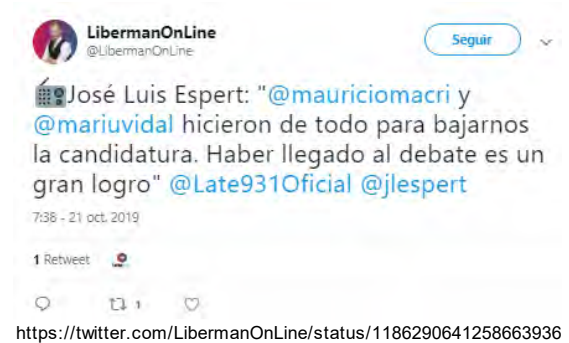 LibermanOnLine
@LibermanOnLine
Seguir
José Luis Espert: "@mauriciomacri y
@mariuvidal hicieron de todo para bajarnos
la candidatura. Haber llegado al debate es un
gran logro" @Late931Oficial @jlespert
7:38 - 21 oct. 2019
1 Retweet
1
https://twitter.com/LibermanOnLine/status/1186290641258663936